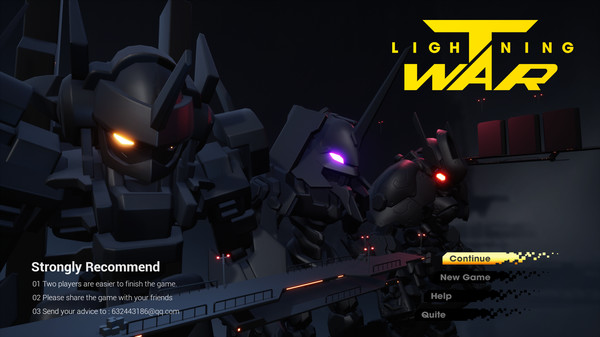 LIGHTNING
WAR
Strongly Recommend
01 Two players are easier to finish the game
02 Please share the game with your friends
03 Send your advice to : 632443186@qq.com
Continue
New Game
Help
Quite